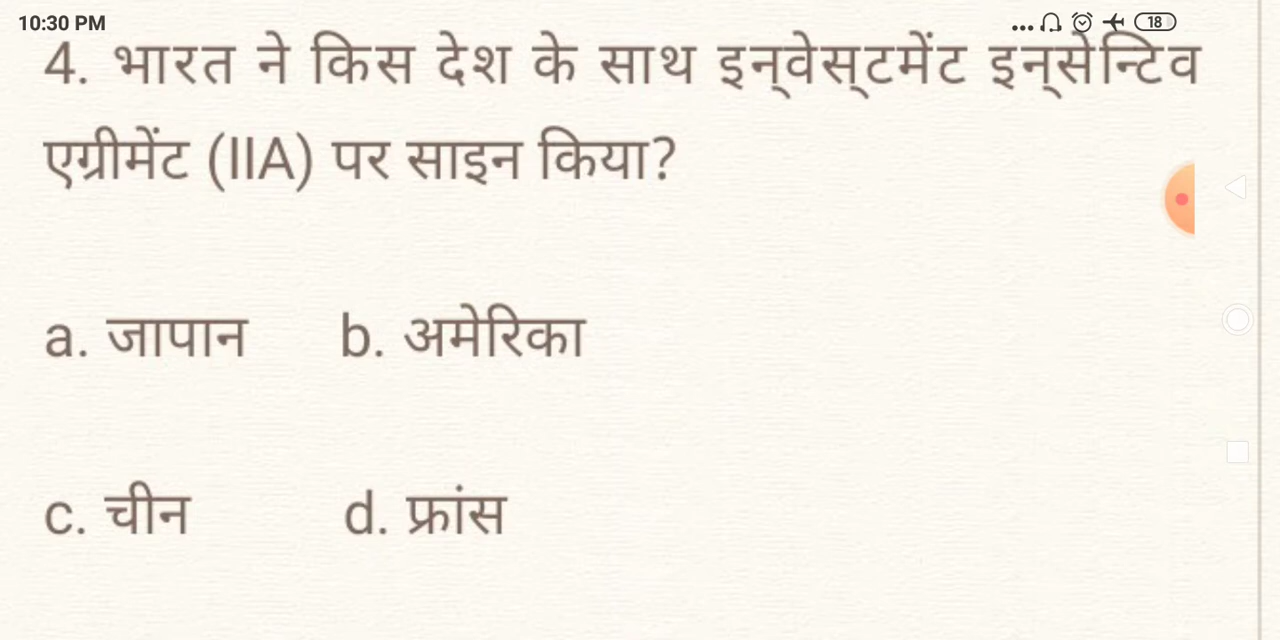 10:30 PM
... 18
4. भारत ने किस देश के साथ इन्‌वेस्‌टमेंट इन्‌सेन्टिव
एग्रीमेंट (IIA) पर साइन किया?
a. जापान b. अमेरिका
c. चीन d. फ्रांस